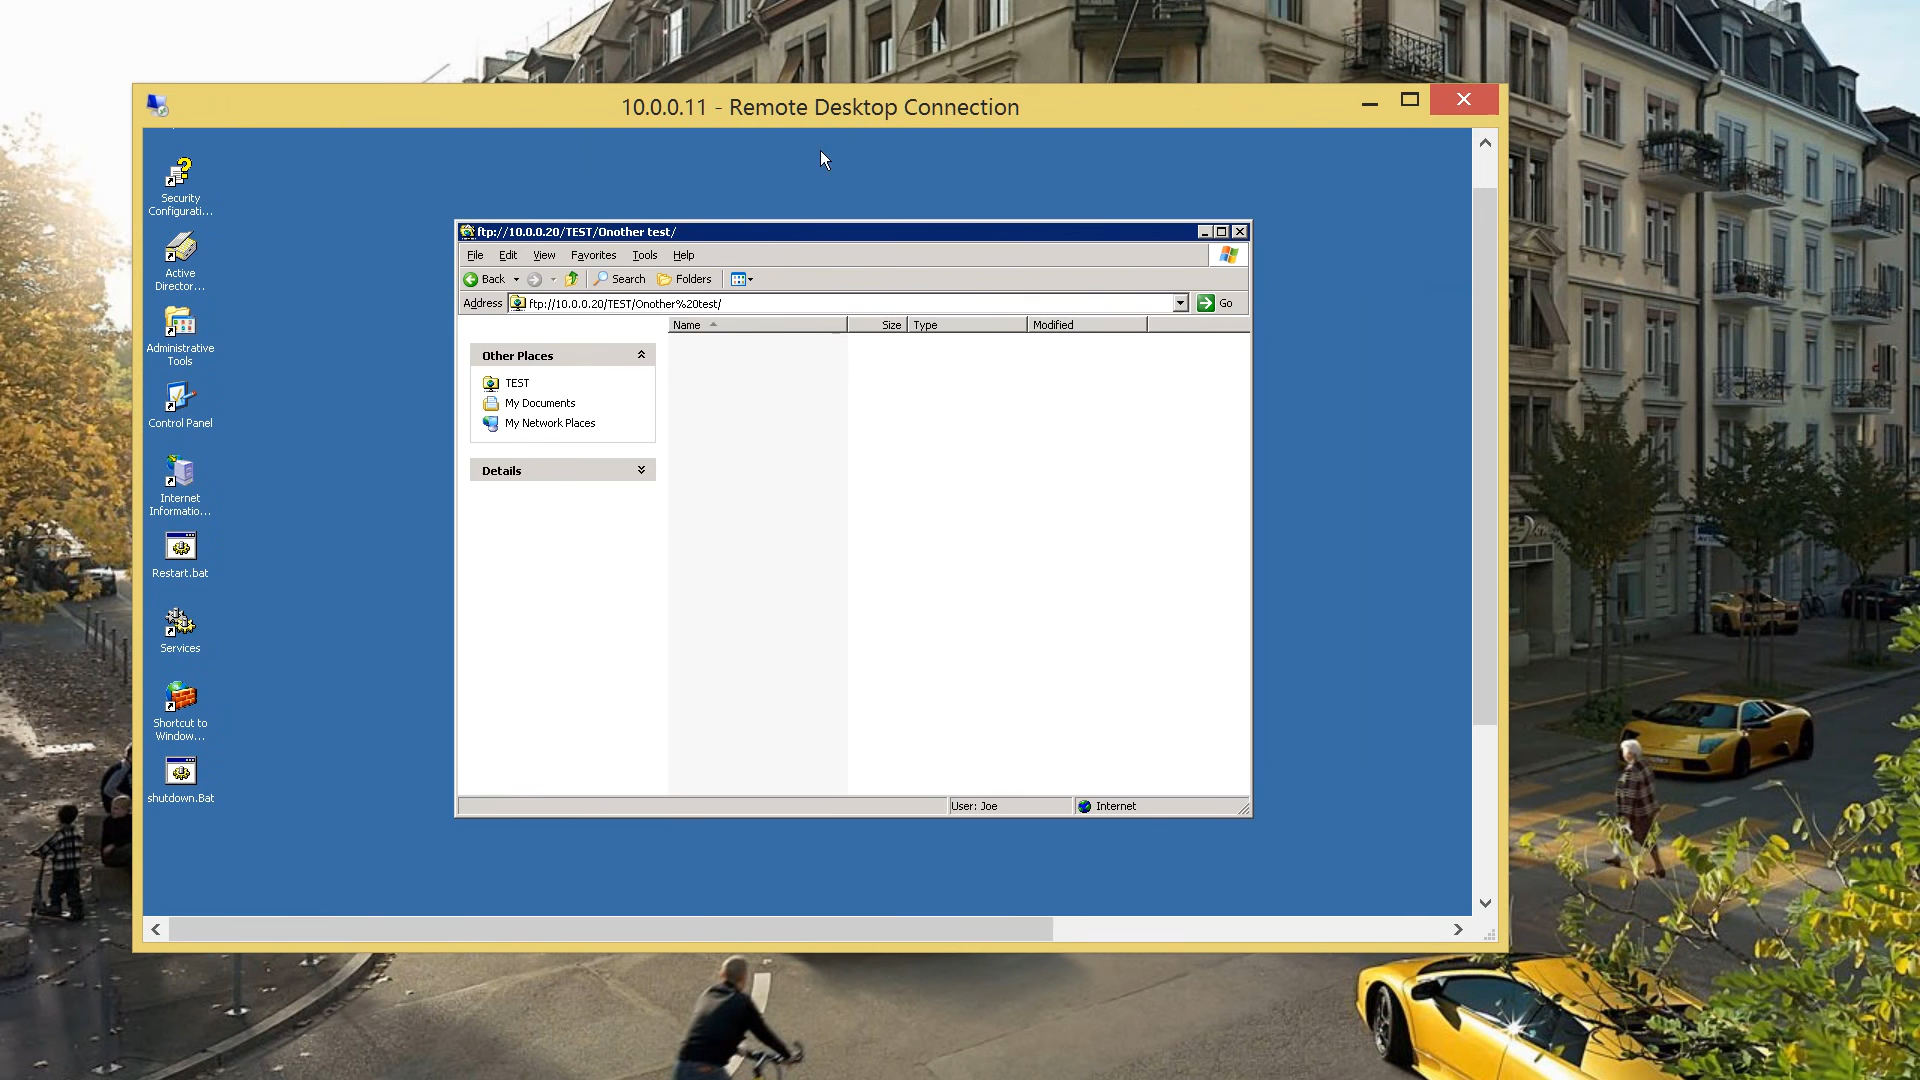 10.0.0.11 - Remote Desktop Connection
Security
Configurati...
Active
Director...
Administrative
Tools
Control Panel
Internet
Informatio...
Restart.bat
Services
Shortcut to
Window...
shutdown.Bat
ftp://10.0.0.20/TEST/Onother test/
File Edit View Favorites Tools Help
Back Search Folders
Address ftp://10.0.0.20/TEST/Onother%20test/ Go
Name Size Type Modified
Other Places
TEST
My Documents
My Network Places
Details
User: Joe Internet